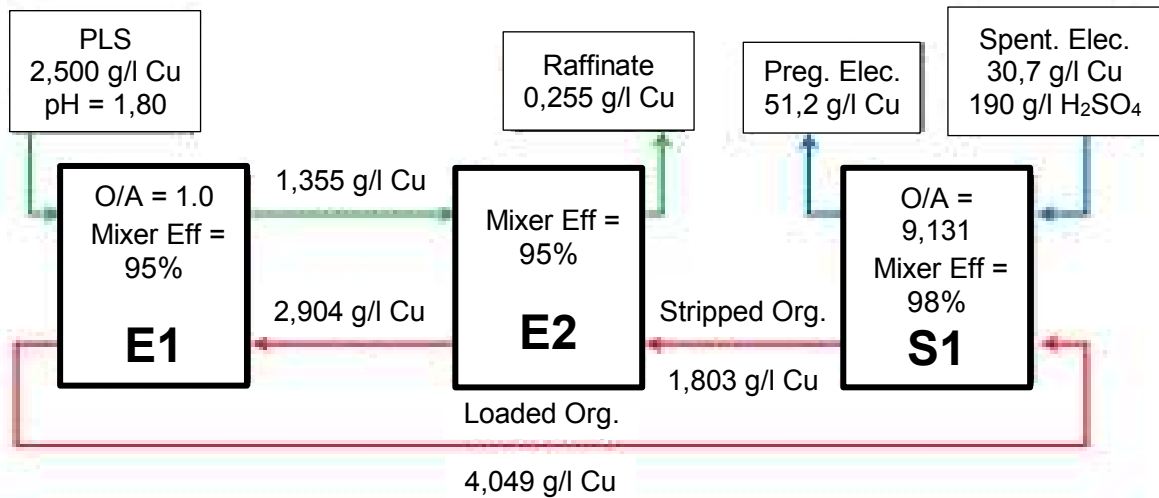 PLS
2,500 g/l Cu
pH = 1,80
Raffinate
0,255 g/l Cu
Preg. Elec.
51,2 g/l Cu
Spent. Elec.
30,7 g/l Cu
190 g/l H₂SO₄
O/A = 1.0
Mixer Eff =
95%
E1
1,355 g/l Cu
2,904 g/l Cu
Mixer Eff =
95%
E2
Stripped Org.
1,803 g/l Cu
O/A =
9,131
Mixer Eff =
98%
S1
Loaded Org.
4,049 g/l Cu